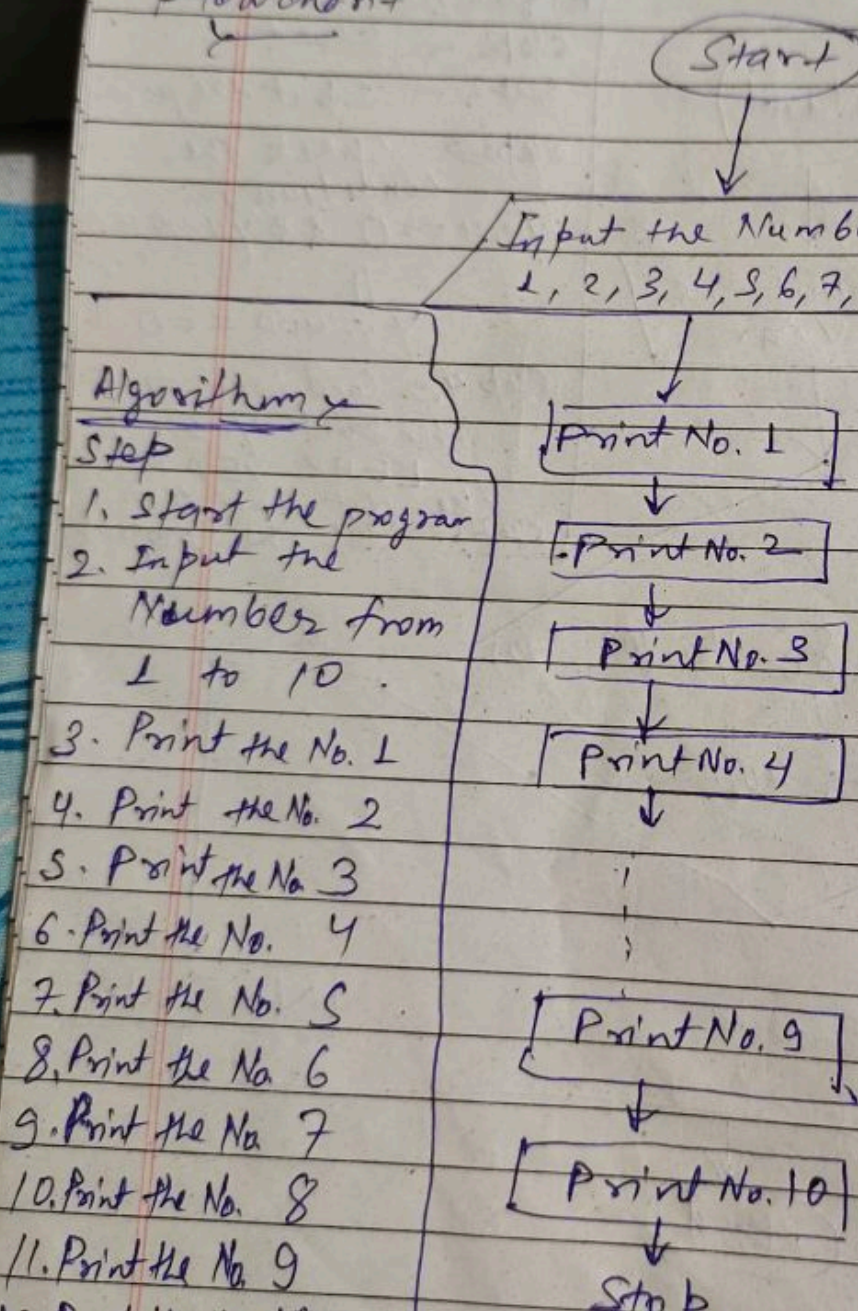 Flowchart
Start
Input the Numb
1, 2, 3, 4, 5, 6, 7,
Print No. 1
Print No. 2
Print No. 3
Print No. 4
Print No. 9
Print No. 10
Stop
Algorithem
Step
1. Start the program
2. Input the
Number from
1 to 10.
3. Print the No. 1
4. Print the No. 2
5. Print the No 3
6. Print the No. 4
7. Print the No. 5
8. Print the No 6
9. Print the No 7
10. Print the No. 8
11. Print the No 9